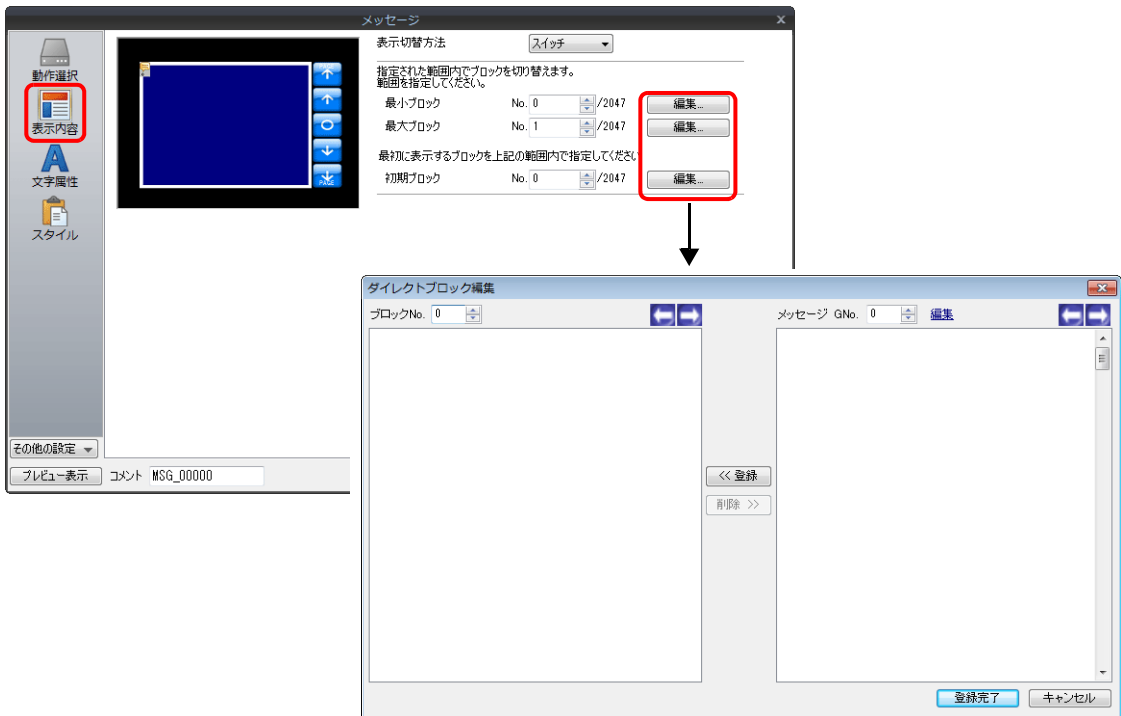 メッセージ
x
動作選択
表示内容
文字属性
スタイル
その他の設定
PAGE
PAGE
表示切替方法 スイッチ
指定された範囲内でブロックを切り替えます。
範囲を指定してください。
最小ブロック No. 0 /2047 編集...
最大ブロック No. 1 /2047 編集...
最初に表示するブロックを上記の範囲内で指定してくださ
初期ブロック No. 0 /2047 編集...
プレビュー表示 コメント MSG_00000
ダイレクトブロック編集
ブロックNo. 0
メッセージ GNo. 0 編集
<< 登録
削除 >>
登録完了 キャンセル